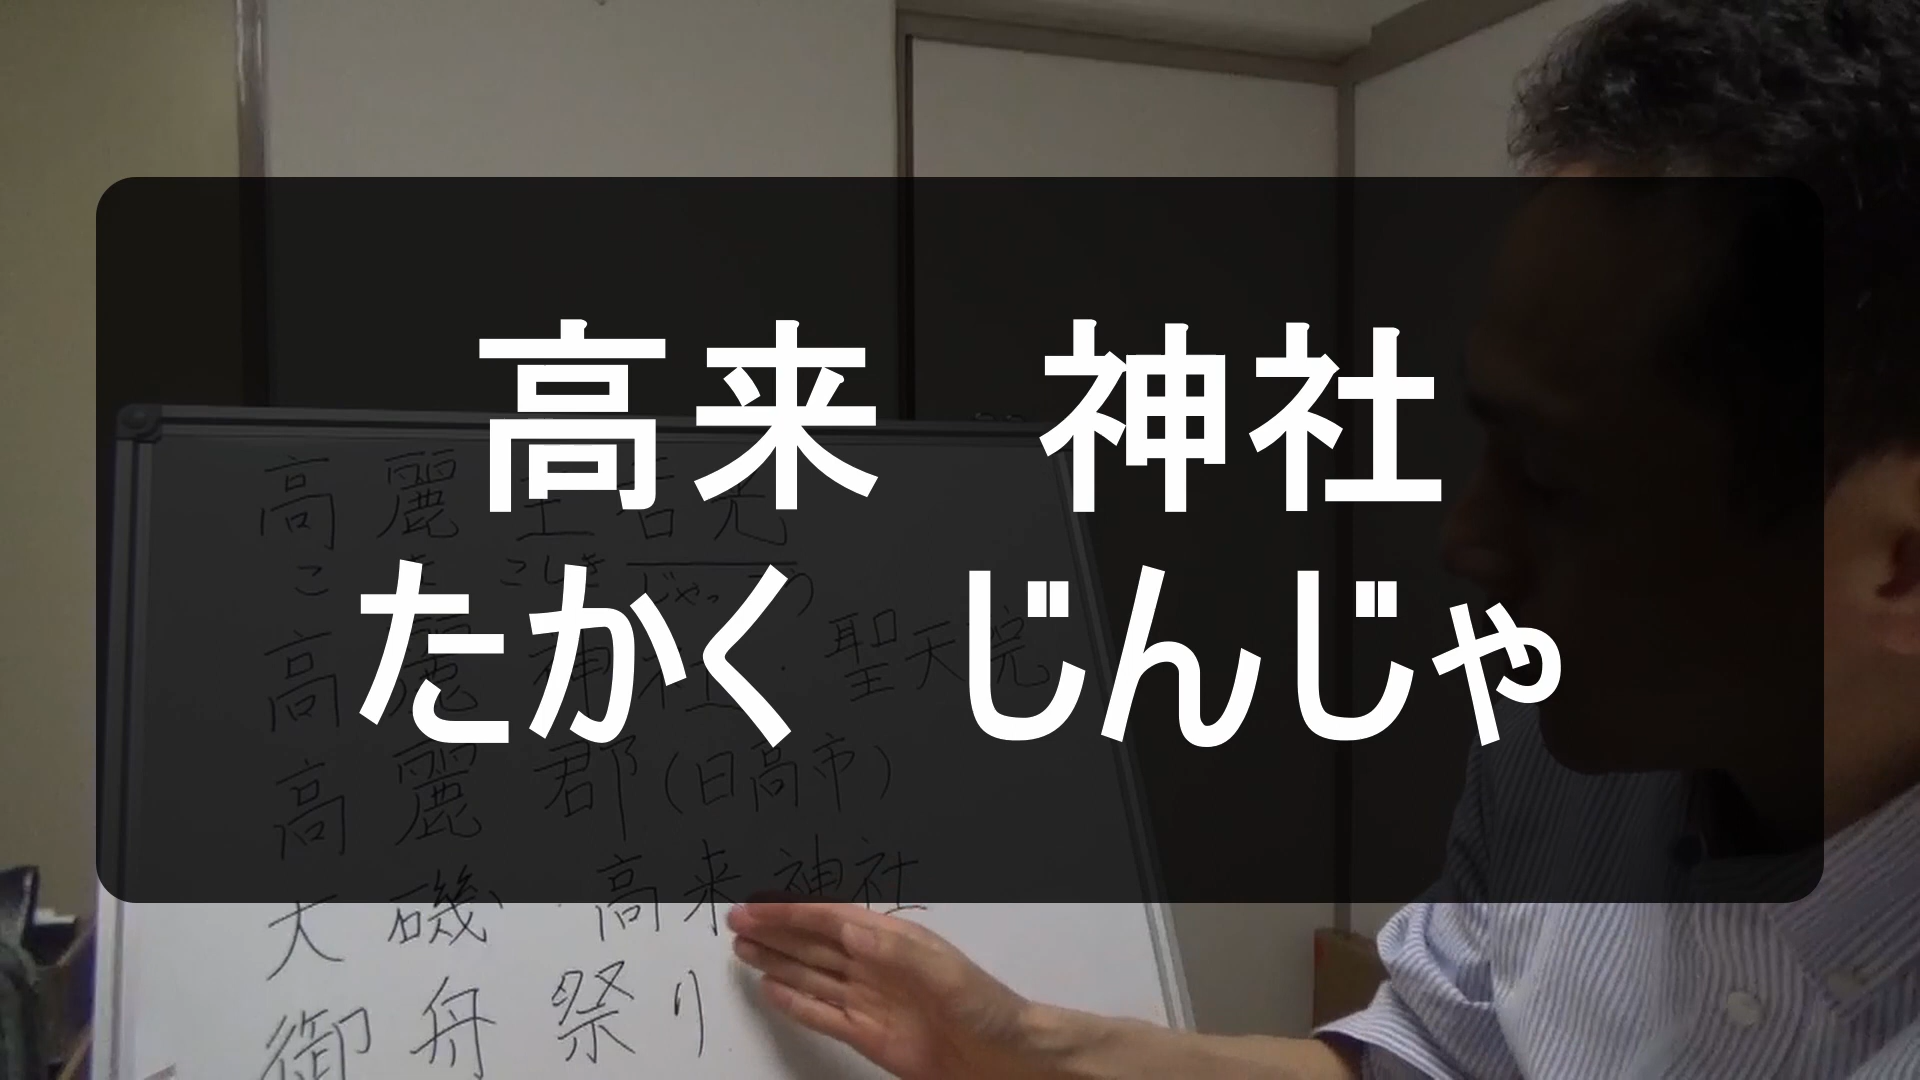 高来　神社
たかく　じんじゃ
高麗王若光
こま こしき じゃっこう
高麗神社・聖天院
高麗郡(日高市)
大磯・高来神社
御舟祭り